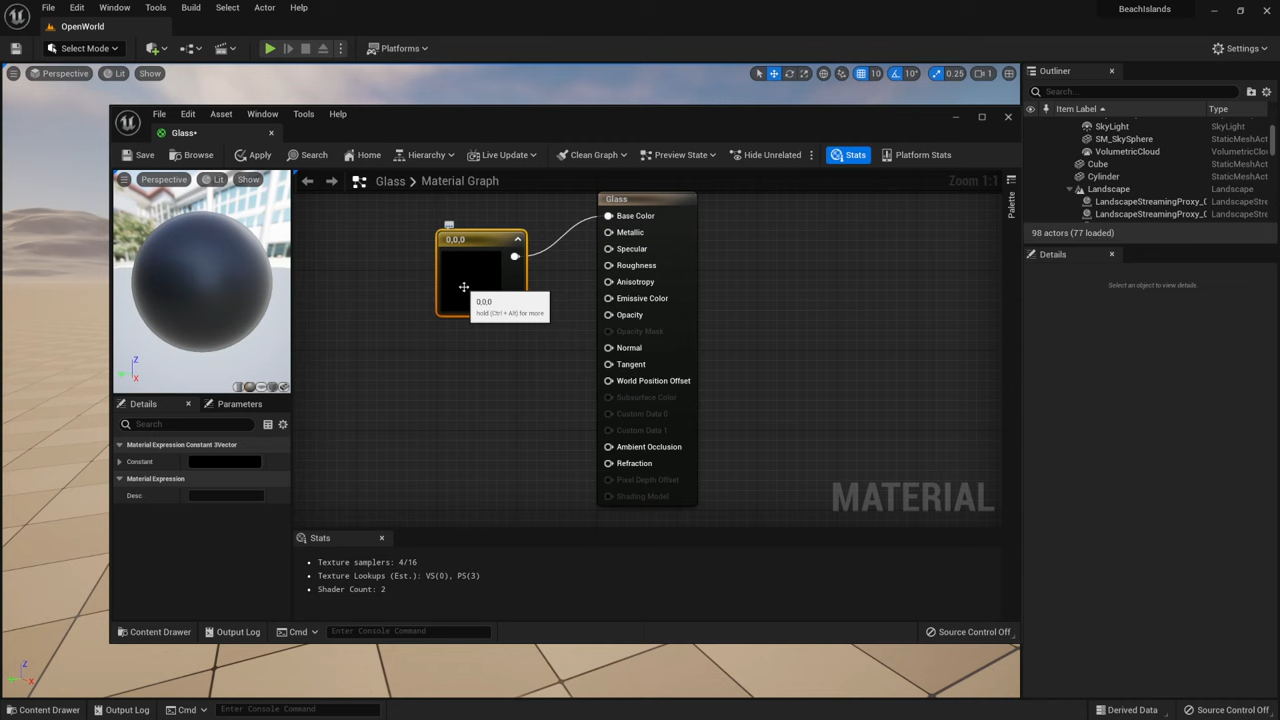 File Edit Window Tools Build Select Actor Help
BeachIslands
OpenWorld
Select Mode
Platforms
Settings
Perspective Lit Show
10 10° 0.25 1
Outliner
Search...
Item Label Type
SkyLight SkyLight
SM_SkySphere StaticMeshAct
VolumetricCloud VolumetricCloud
Cube StaticMeshAct
Cylinder StaticMeshAct
Landscape Landscape
LandscapeStreamingProxy_0 LandscapeStrea
LandscapeStreamingProxy_0 LandscapeStrea
98 actors (77 loaded)
Details
Select an object to view details.
File Edit Asset Window Tools Help
Glass•
Save Browse Apply Search Home Hierarchy Live Update Clean Graph Preview State Hide Unrelated Stats Platform Stats
Perspective Lit Show
Glass > Material Graph
Zoom 1:1
Palette
0,0,0
0,0,0
hold (Ctrl + Alt) for more
Glass
Base Color
Metallic
Specular
Roughness
Anisotropy
Emissive Color
Opacity
Opacity Mask
Normal
Tangent
World Position Offset
Subsurface Color
Custom Data 0
Custom Data 1
Ambient Occlusion
Refraction
Pixel Depth Offset
Shading Model
MATERIAL
Z
X
Details Parameters
Search
Material Expression Constant 3Vector
Constant
Material Expression
Desc
Stats
Texture samplers: 4/16
Texture Lookups (Est.): VS(0), PS(3)
Shader Count: 2
Content Drawer Output Log Cmd Enter Console Command Source Control Off
Z
X
Content Drawer Output Log Cmd Enter Console Command Derived Data Source Control Off